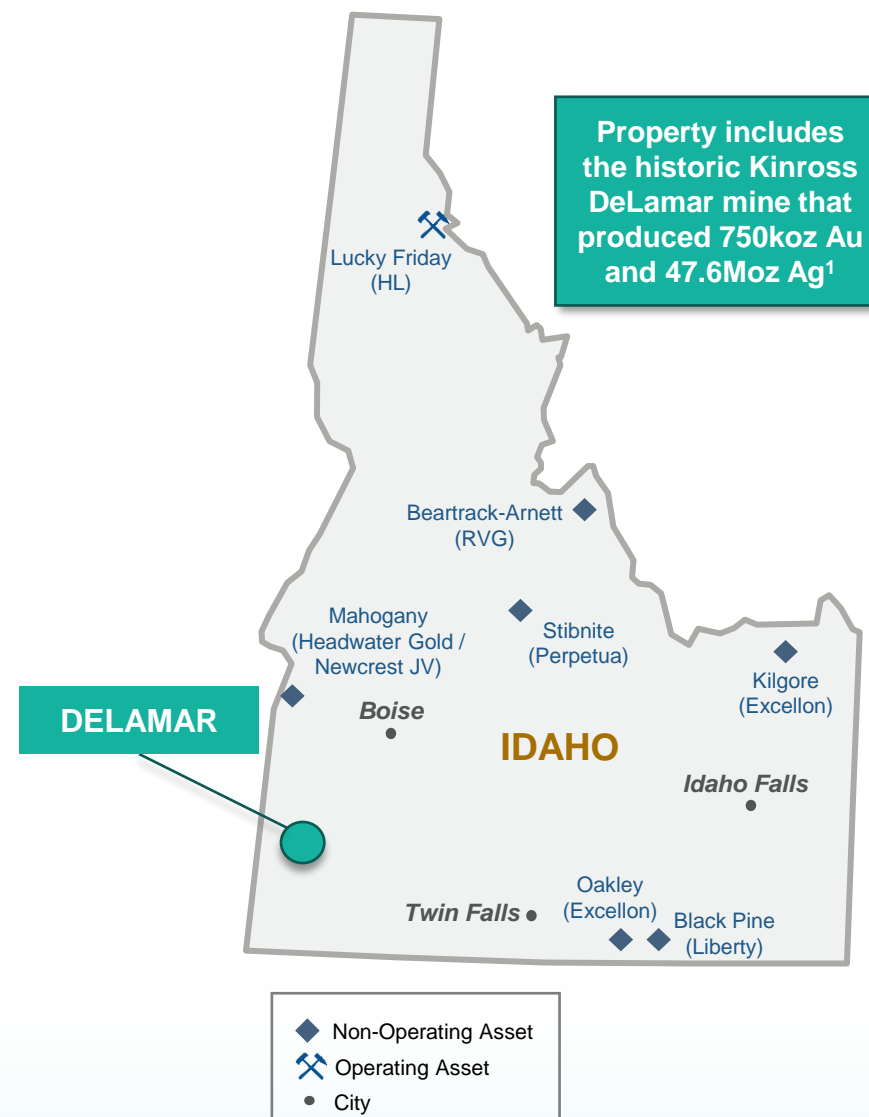 Property includes
the historic Kinross
DeLamar mine that
produced 750koz Au
and 47.6Moz Ag¹
Lucky Friday
(HL)
Beartrack-Arnett
(RVG)
Mahogany
(Headwater Gold /
Newcrest JV)
Stibnite
(Perpetua)
Kilgore
(Excellon)
DELAMAR
Boise
IDAHO
Idaho Falls
Twin Falls
Oakley
(Excellon)
Black Pine
(Liberty)
Non-Operating Asset
Operating Asset
City